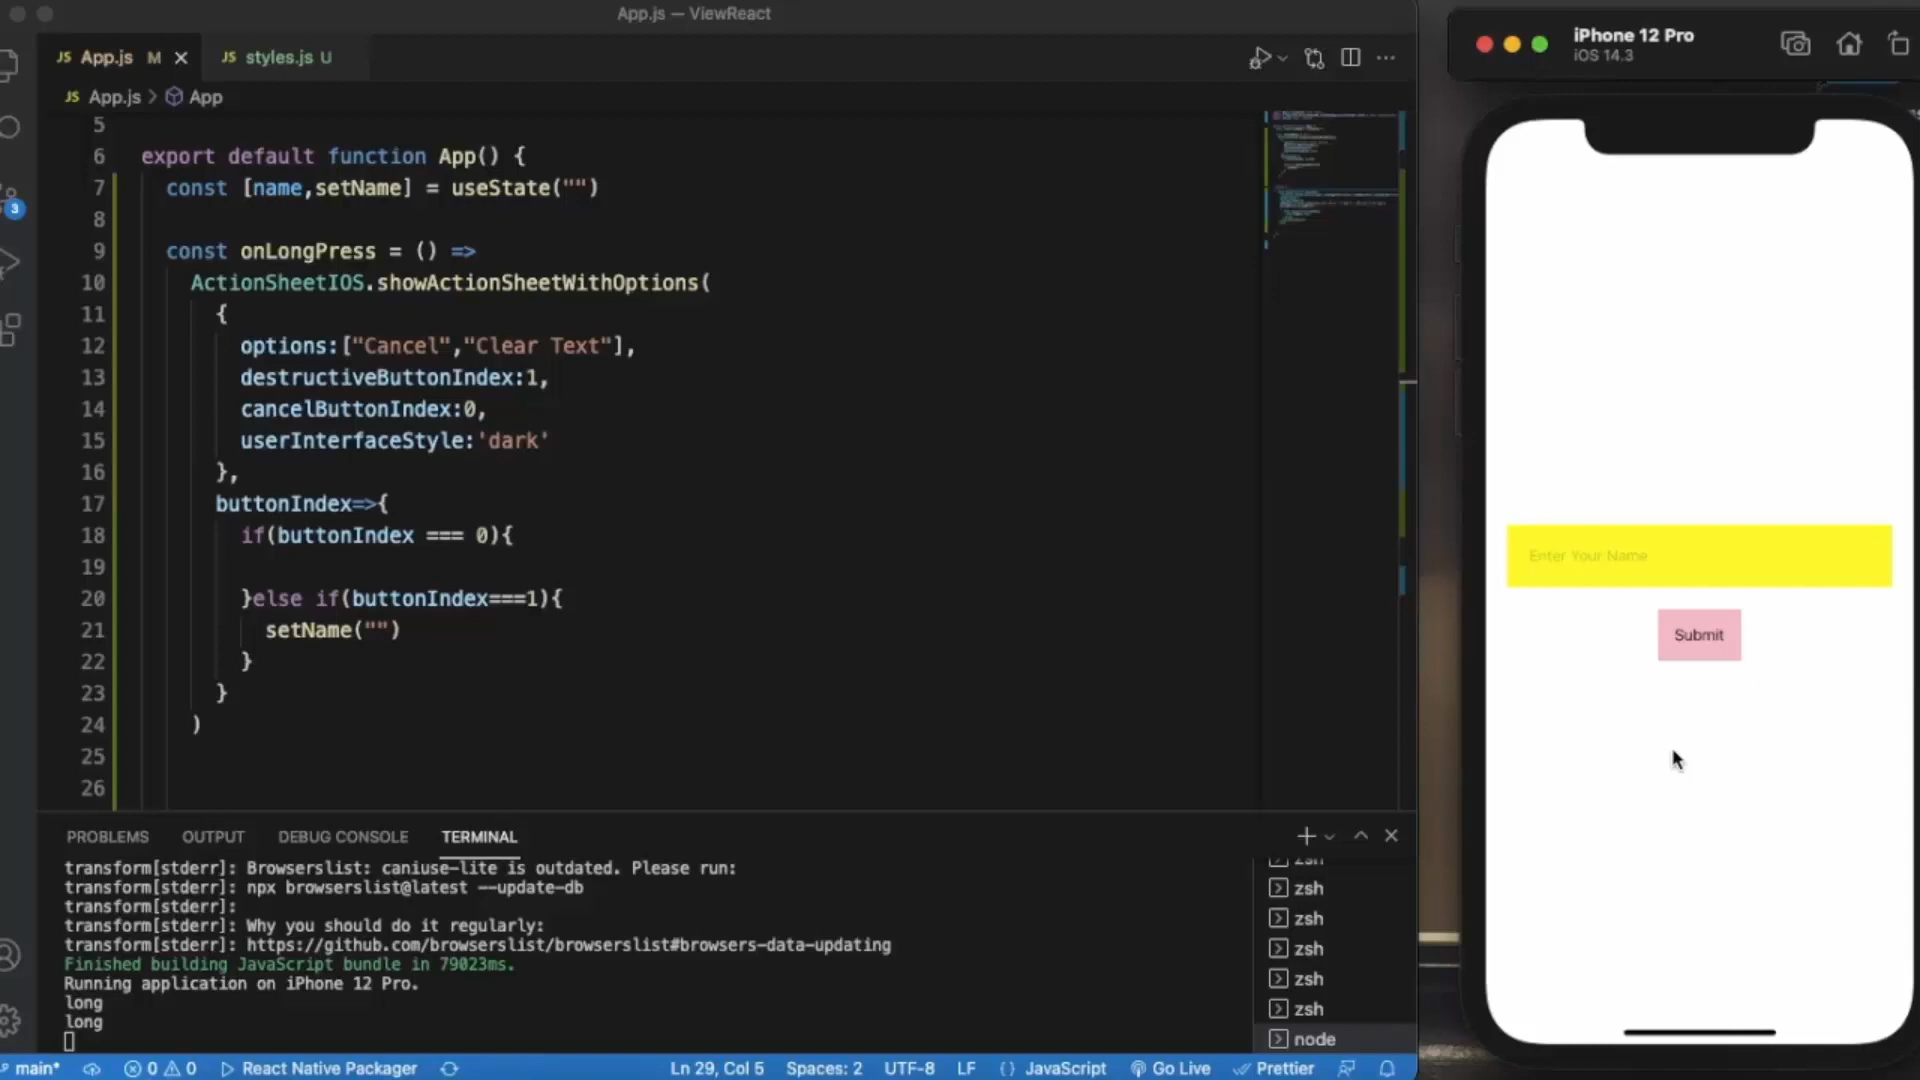 App.js — ViewReact
JS App.js M
JS styles.js U
JS App.js > App
5
6 export default function App() {
7 const [name,setName] = useState("")
8
9 const onLongPress = () =>
10 ActionSheetIOS.showActionSheetWithOptions(
11 {
12 options:["Cancel","Clear Text"],
13 destructiveButtonIndex:1,
14 cancelButtonIndex:0,
15 userInterfaceStyle:'dark'
16 },
17 buttonIndex=>{
18 if(buttonIndex === 0){
19
20 }else if(buttonIndex===1){
21 setName("")
22 }
23 }
24 )
25
26
3
PROBLEMS OUTPUT DEBUG CONSOLE TERMINAL
transform[stderr]: Browserslist: caniuse-lite is outdated. Please run:
transform[stderr]: npx browserslist@latest --update-db
transform[stderr]:
transform[stderr]: Why you should do it regularly:
transform[stderr]: https://github.com/browserslist/browserslist#browsers-data-updating
Finished building JavaScript bundle in 79023ms.
Running application on iPhone 12 Pro.
long
long
zsh
zsh
zsh
zsh
zsh
zsh
node
main* 0 0 React Native Packager Ln 29, Col 5 Spaces: 2 UTF-8 LF {} JavaScript Go Live Prettier
iPhone 12 Pro
iOS 14.3
Enter Your Name
Submit